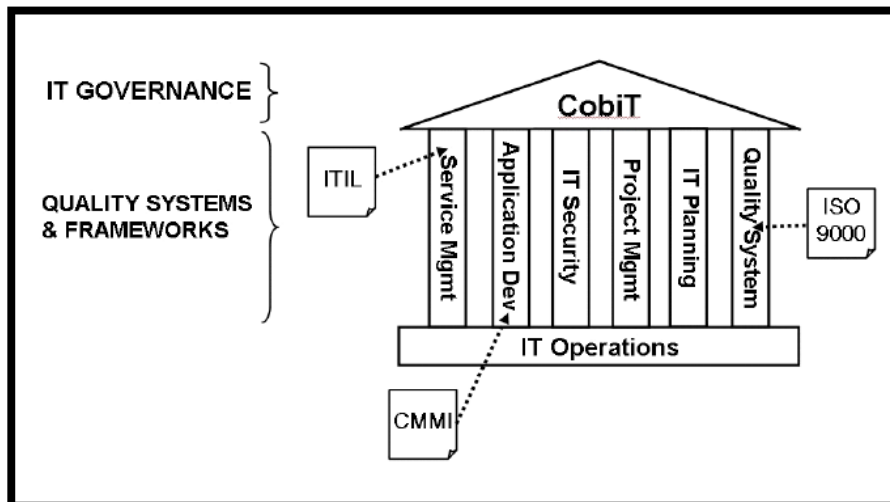 IT GOVERNANCE
CobiT
QUALITY SYSTEMS
& FRAMEWORKS
ITIL
Service Mgmt
Application Dev
IT Security
Project Mgmt
IT Planning
Quality System
ISO
9000
IT Operations
CMMI